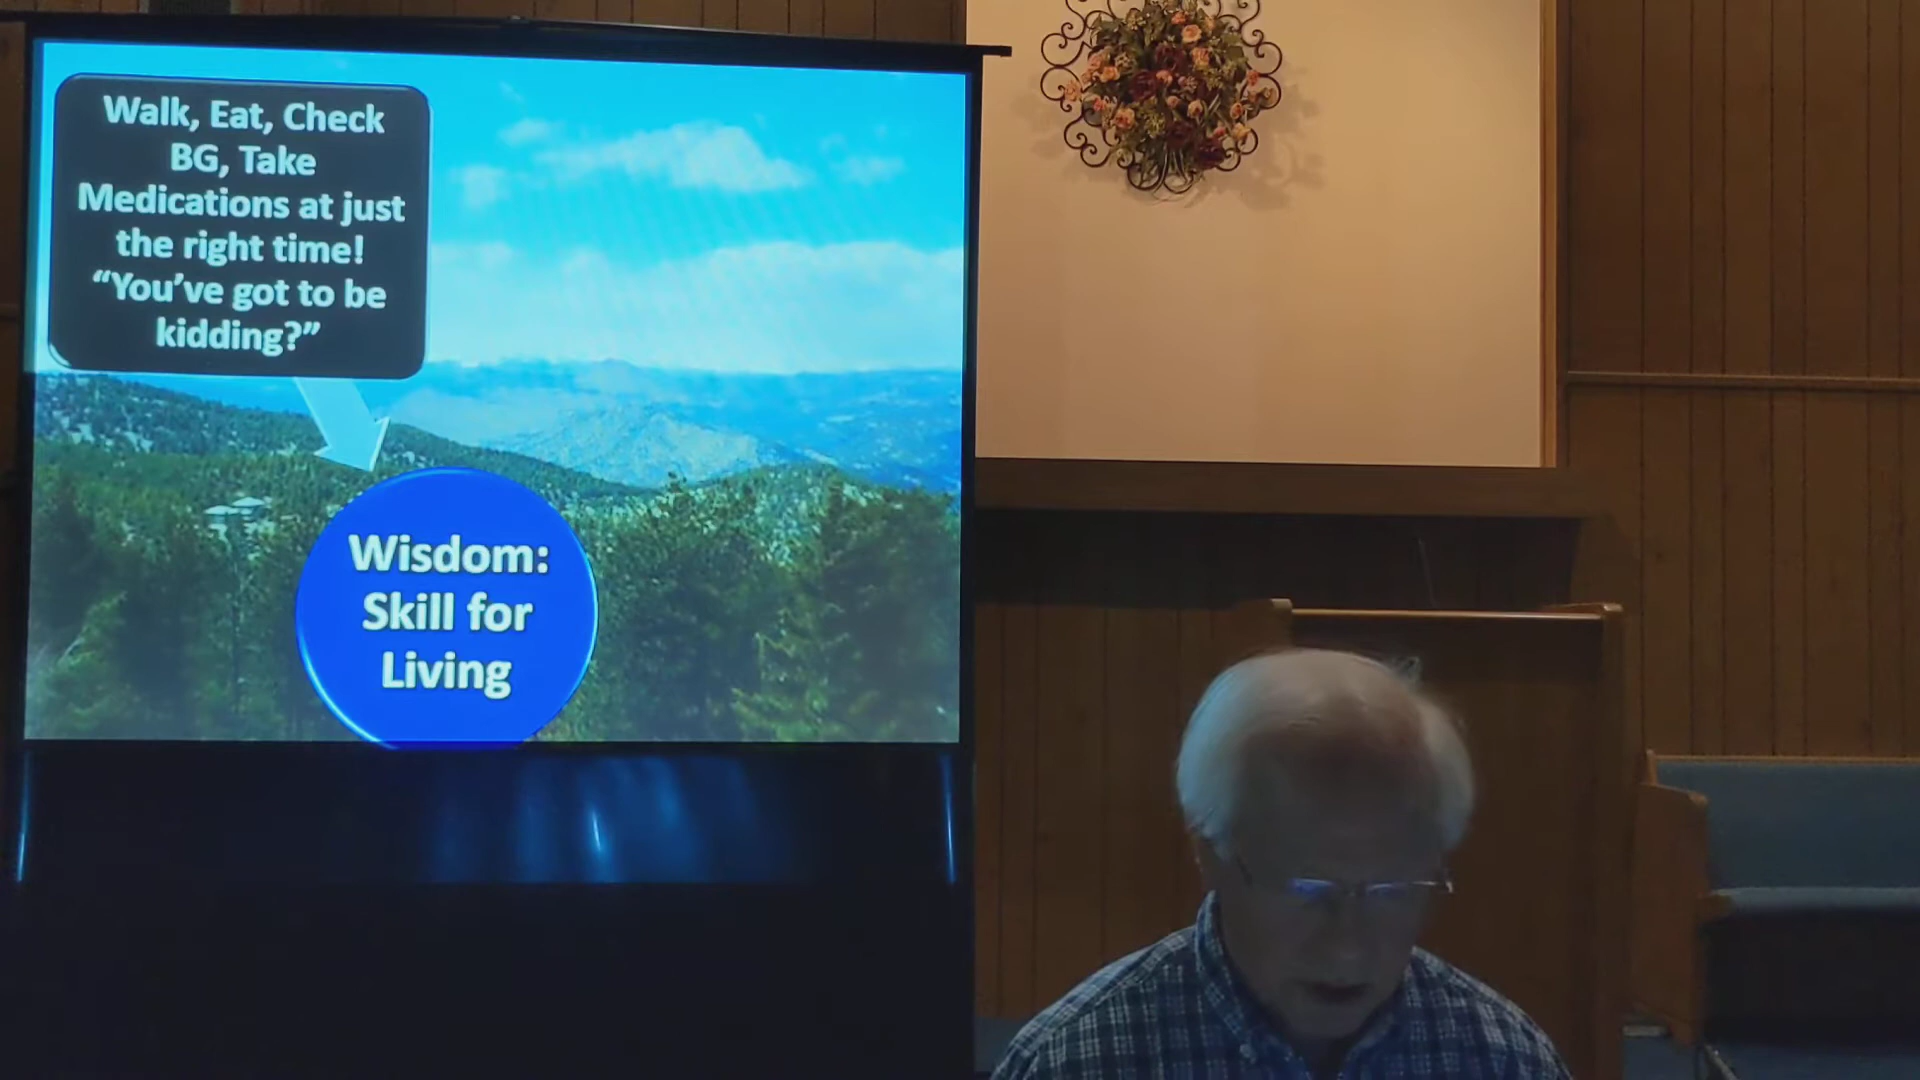 Walk, Eat, Check
BG, Take
Medications at just
the right time!
“You’ve got to be
kidding?”
Wisdom:
Skill for
Living